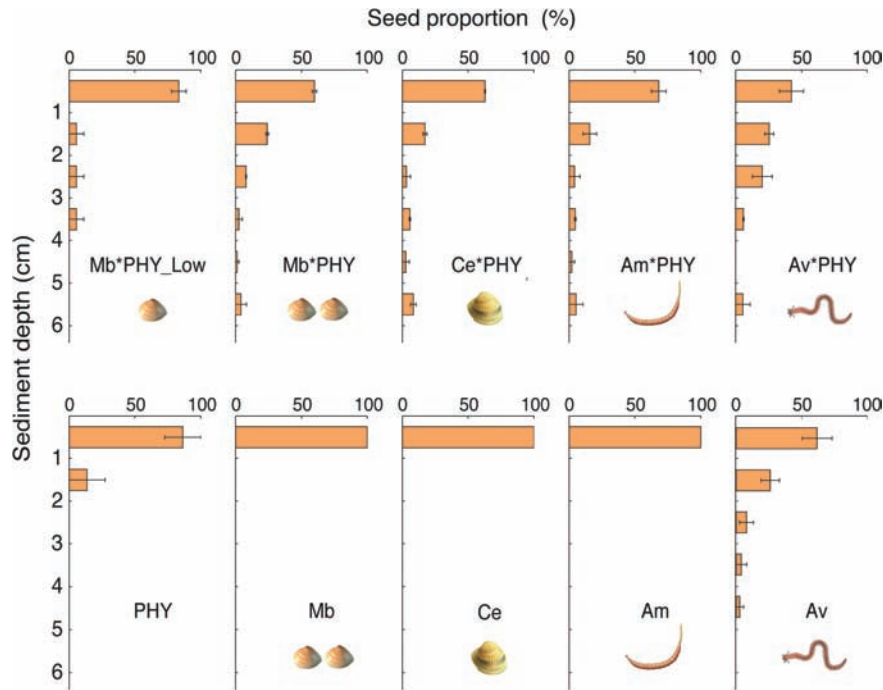 Seed proportion (%)
0 50 100 0 50 100 0 50 100 0 50 100 0 50 100
Sediment depth (cm)
1
2
3
4
5
6
Mb*PHY_Low Mb*PHY Ce*PHY Am*PHY Av*PHY
0 50 100 0 50 100 0 50 100 0 50 100 0 50 100
1
2
3
4
5
6
PHY Mb Ce Am Av